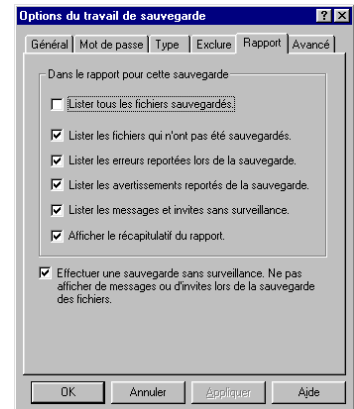 Options du travail de sauvegarde
Général Mot de passe Type Exclure Rapport Avancé
Dans le rapport pour cette sauvegarde
Lister tous les fichiers sauvegardés.
Lister les fichiers qui n'ont pas été sauvegardés.
Lister les erreurs reportées lors de la sauvegarde.
Lister les avertissements reportés de la sauvegarde.
Lister les messages et invites sans surveillance.
Afficher le récapitulatif du rapport.
Effectuer une sauvegarde sans surveillance. Ne pas
afficher de messages ou d'invites lors de la sauvegarde
des fichiers.
OK Annuler Appliquer Aide